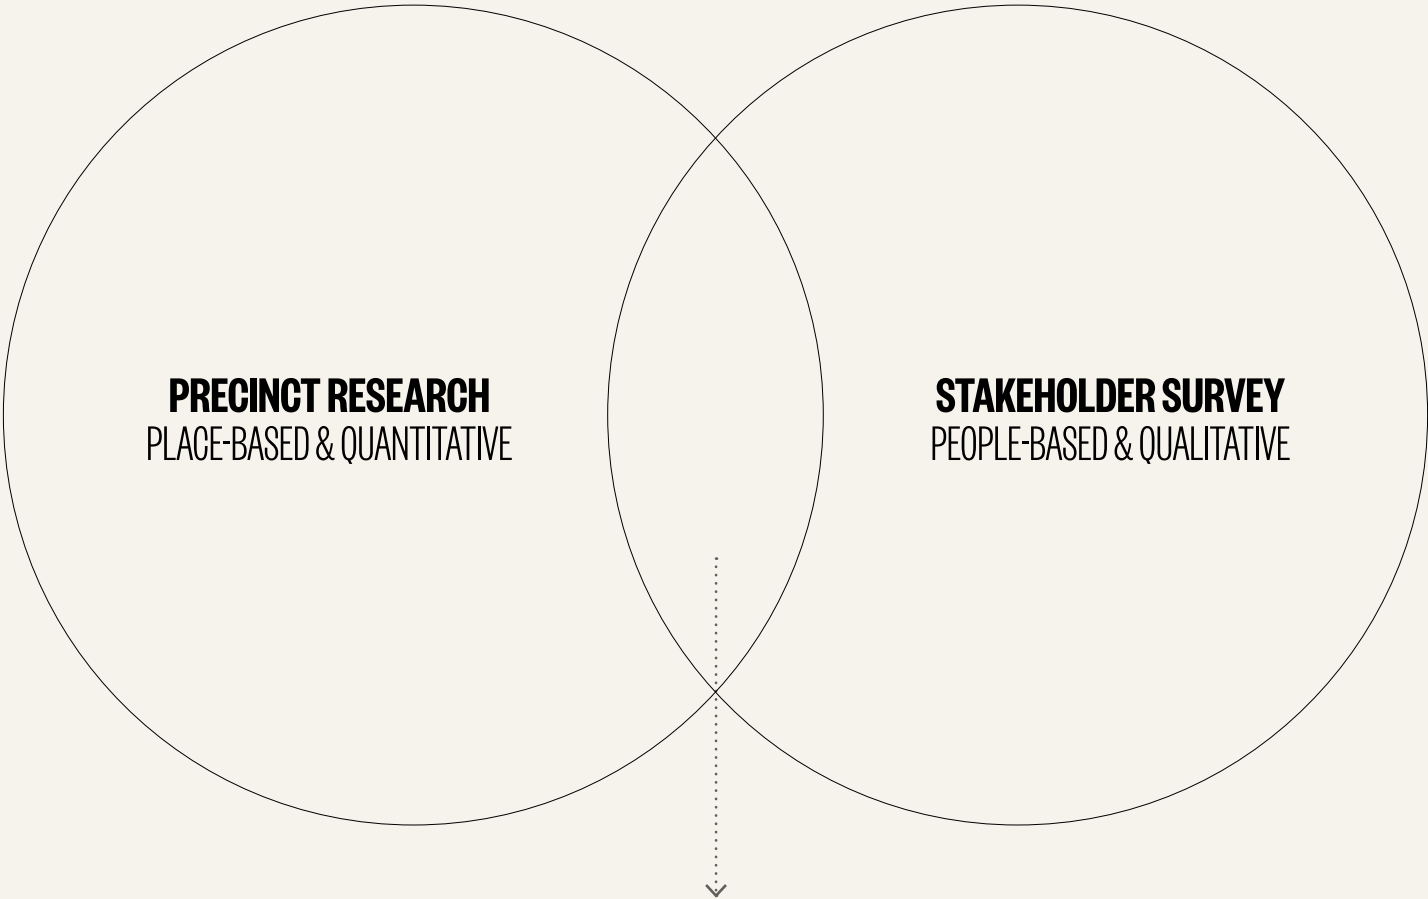 PRECINCT RESEARCH
PLACE-BASED & QUANTITATIVE
STAKEHOLDER SURVEY
PEOPLE-BASED & QUALITATIVE